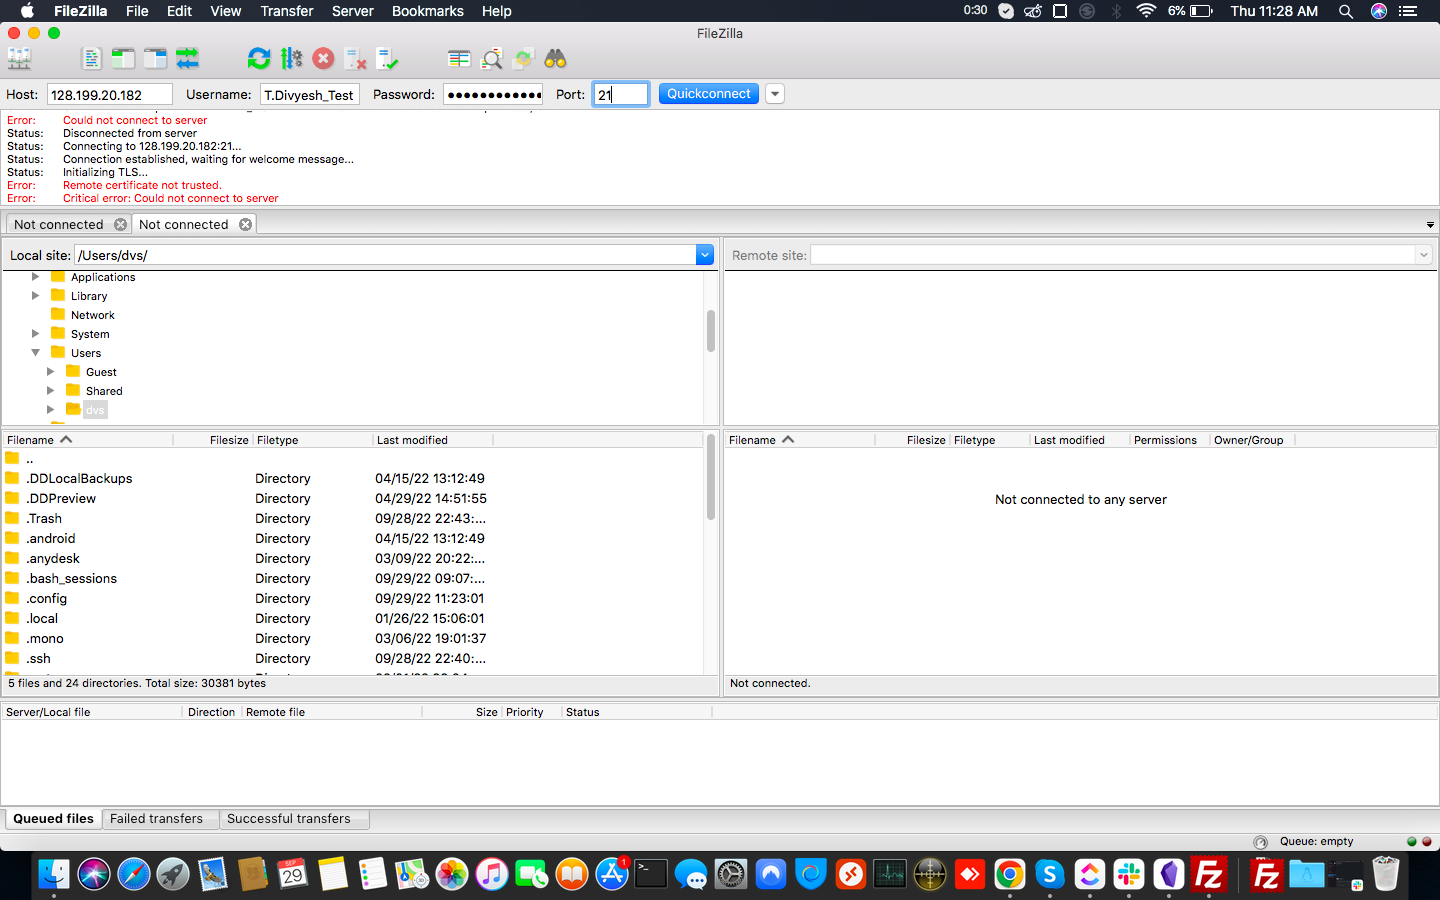 FileZilla File Edit View Transfer Server Bookmarks Help 0:30 6% Thu 11:28 AM
FileZilla
Host: 128.199.20.182 Username: T.Divyesh_Test Password: ●●●●●●●●●●●● Port: 21 Quickconnect
Error: Could not connect to server
Status: Disconnected from server
Status: Connecting to 128.199.20.182:21...
Status: Connection established, waiting for welcome message...
Status: Initializing TLS...
Error: Remote certificate not trusted.
Error: Critical error: Could not connect to server
Not connected Not connected
Local site: /Users/dvs/
Remote site:
Applications
Library
Network
System
Users
Guest
Shared
dvs
Filename Filesize Filetype Last modified
..
.DDLocalBackups Directory 04/15/22 13:12:49
.DDPreview Directory 04/29/22 14:51:55
.Trash Directory 09/28/22 22:43:...
.android Directory 04/15/22 13:12:49
.anydesk Directory 03/09/22 20:22:...
.bash_sessions Directory 09/29/22 09:07:...
.config Directory 09/29/22 11:23:01
.local Directory 01/26/22 15:06:01
.mono Directory 03/06/22 19:01:37
.ssh Directory 09/28/22 22:40:...
5 files and 24 directories. Total size: 30381 bytes
Filename Filesize Filetype Last modified Permissions Owner/Group
Not connected to any server
Not connected.
Server/Local file Direction Remote file Size Priority Status
Queued files Failed transfers Successful transfers
Queue: empty
SEP
29
1